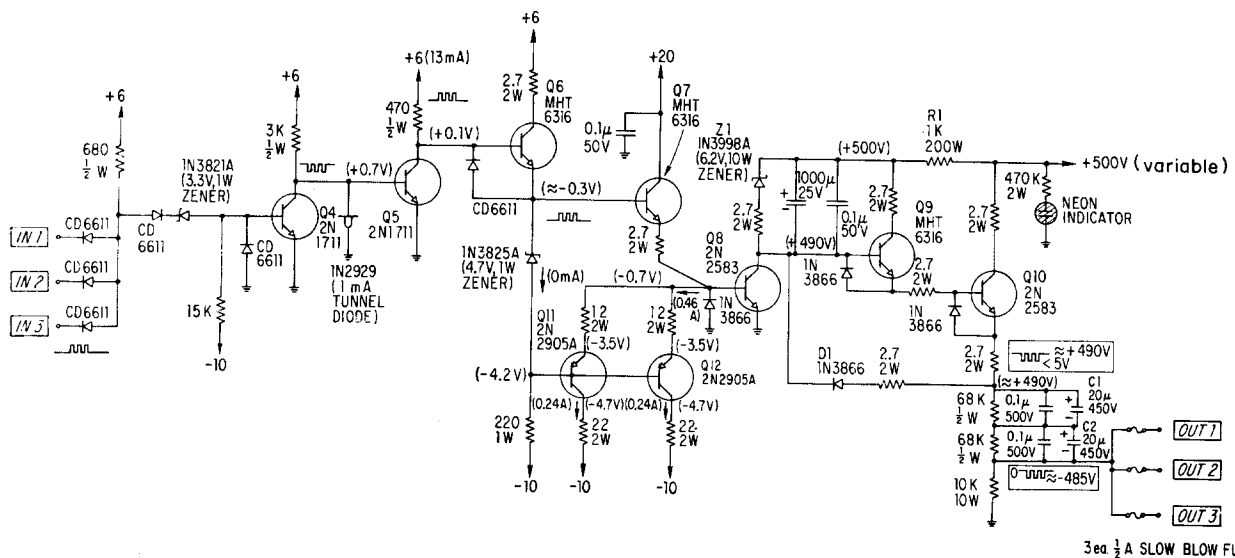 +6
680
½ W
IN 1
IN 2
IN 3
CD6611
CD6611
CD6611
CD
6611
1N3821A
(3.3V,1W
ZENER)
15K
-10
CD
6611
+6
3K
½W
Q4
2N
1711
(+0.7V)
1N2929
(1 mA
TUNNEL
DIODE)
+6(13mA)
470
½W
(+0.1V)
Q5
2N1711
+6
2.7
2W
Q6
MHT
6316
CD6611
(≈-0.3V)
1N3825A
(4.7V,1W
ZENER)
(0mA)
(-4.2V)
220
1W
-10
+20
0.1μ
50V
Q7
MHT
6316
2.7
2W
(-0.7V)
(0.46
A)
12
2W
12
2W
Q11
2N
2905A
(-3.5V)
(-3.5V)
Q12
2N2905A
(0.24A)
(-4.7V)
(0.24A)
(-4.7V)
22
2W
22
2W
-10
-10
1N
3866
Z1
1N3998A
(6.2V,10W
ZENER)
2.7
2W
Q8
2N
2583
1000μ
25V
0.1μ
50V
(+500V)
(+490V)
R1
1K
200W
2.7
2W
Q9
MHT
6316
1N
3866
2.7
2W
1N
3866
+500V (variable)
470K
2W
NEON
INDICATOR
2.7
2W
Q10
2N
2583
2.7
2W
D1
1N3866
2.7
2W
≈+490V
<5V
(≈+490V)
68K
½W
0.1μ
500V
C1
20μ
450V
68K
½ W
0.1μ
500V
C2
20μ
450V
10K
10W
0
≈-485V
OUT 1
OUT 2
OUT 3
3ea. ½A SLOW BLOW FU